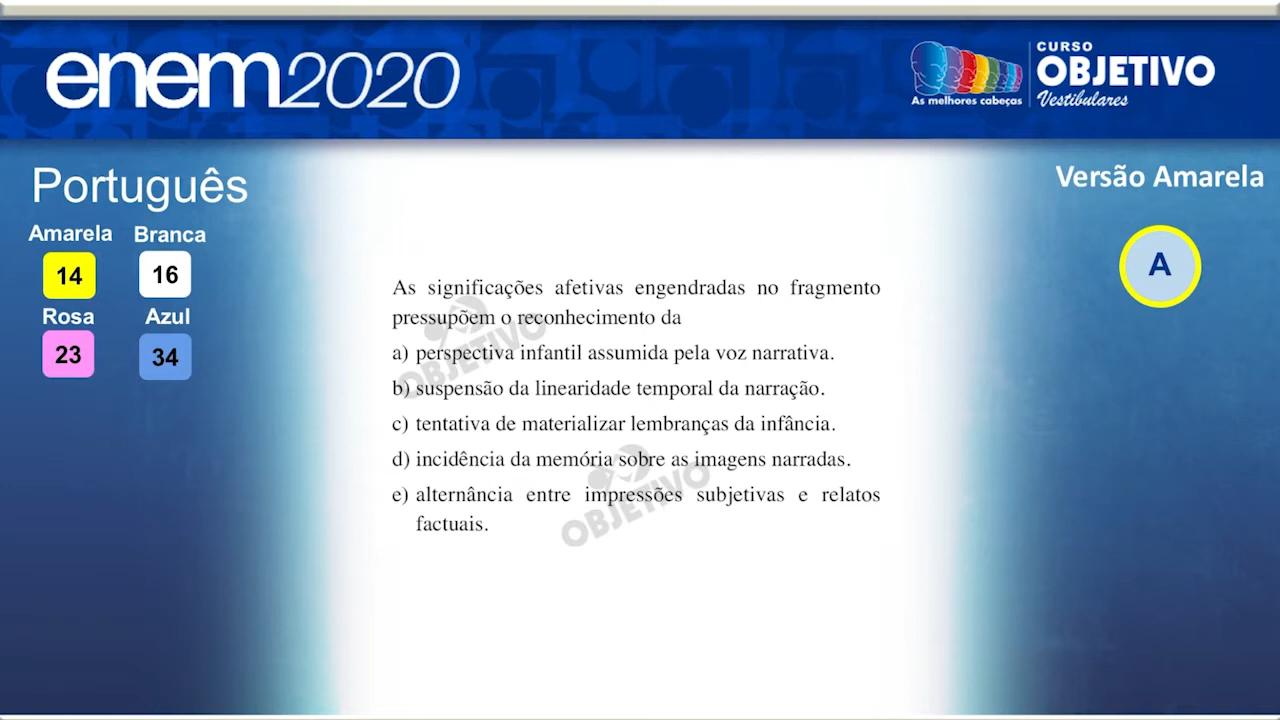 enem2020
CURSO
OBJETIVO
As melhores cabeças
Vestibulares
Português
Versão Amarela
Amarela Branca
14 16
Rosa Azul
23 34
A
As significações afetivas engendradas no fragmento
pressupõem o reconhecimento da
a) perspectiva infantil assumida pela voz narrativa.
b) suspensão da linearidade temporal da narração.
c) tentativa de materializar lembranças da infância.
d) incidência da memória sobre as imagens narradas.
e) alternância entre impressões subjetivas e relatos
factuais.
OBJETIVO
OBJETIVO